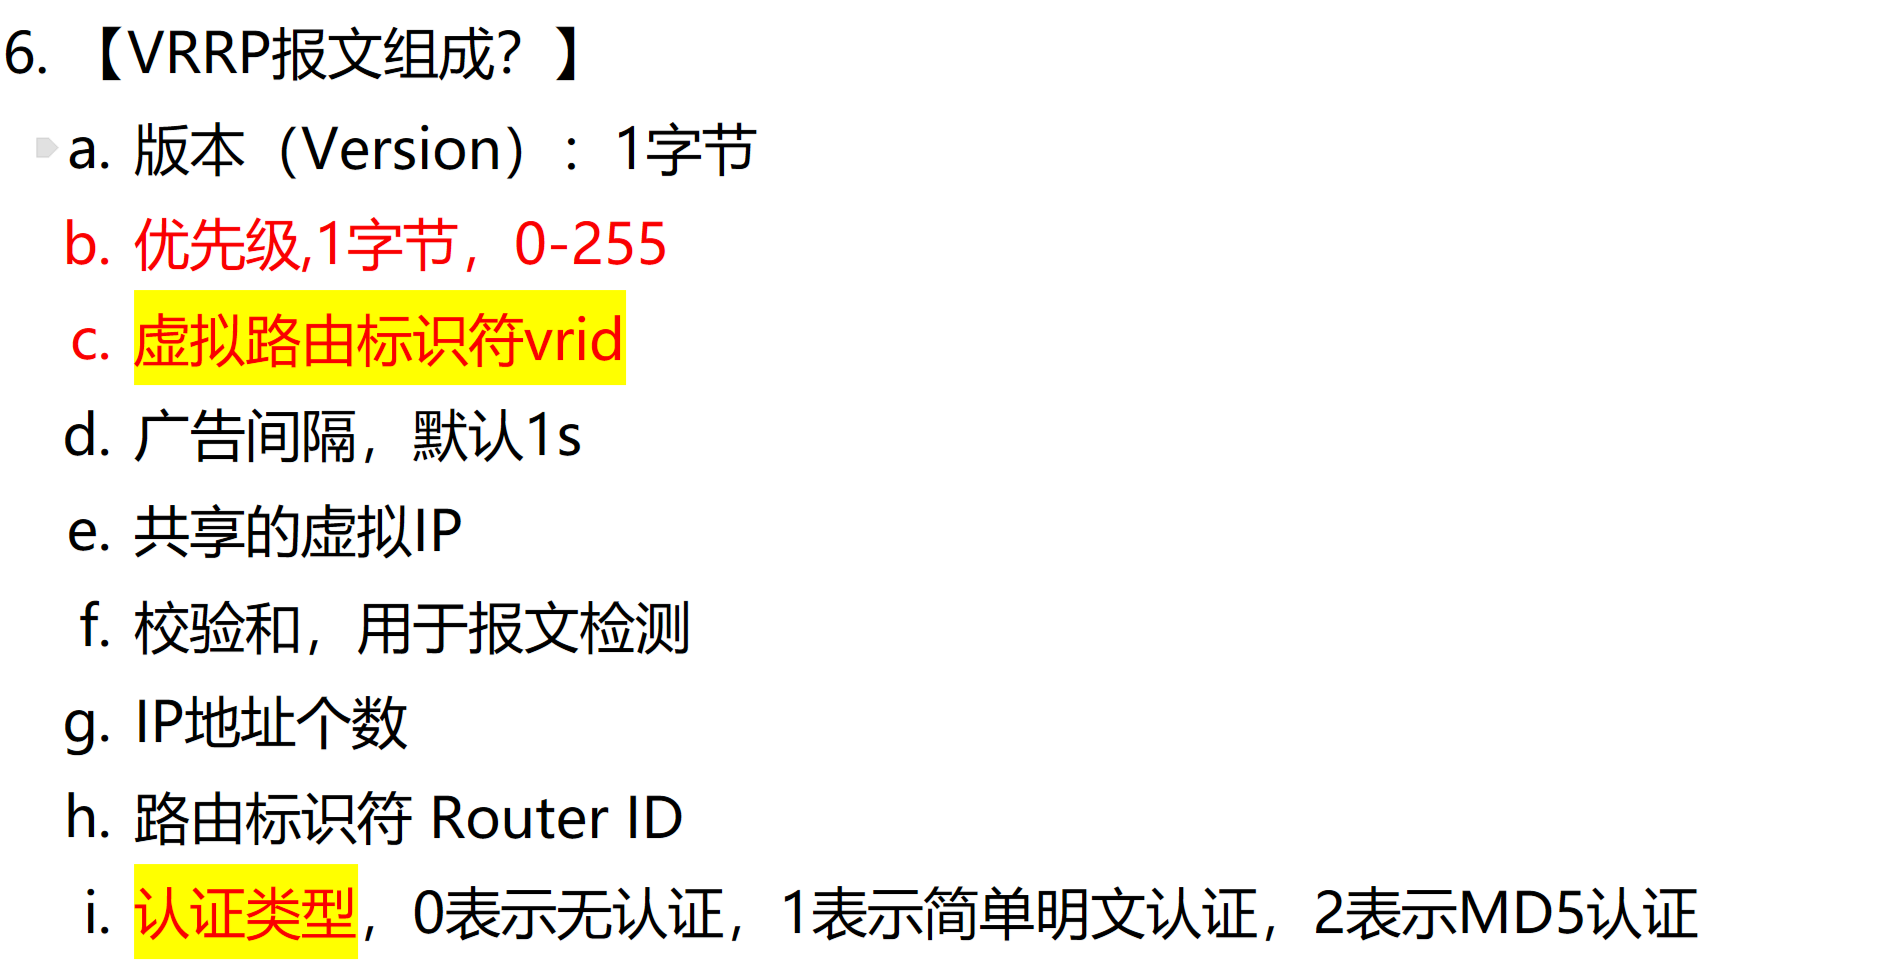 6. 【VRRP报文组成？】
a. 版本（Version）：1字节
b. 优先级,1字节，0-255
c. 虚拟路由标识符vrid
d. 广告间隔，默认1s
e. 共享的虚拟IP
f. 校验和，用于报文检测
g. IP地址个数
h. 路由标识符 Router ID
i. 认证类型，0表示无认证，1表示简单明文认证，2表示MD5认证